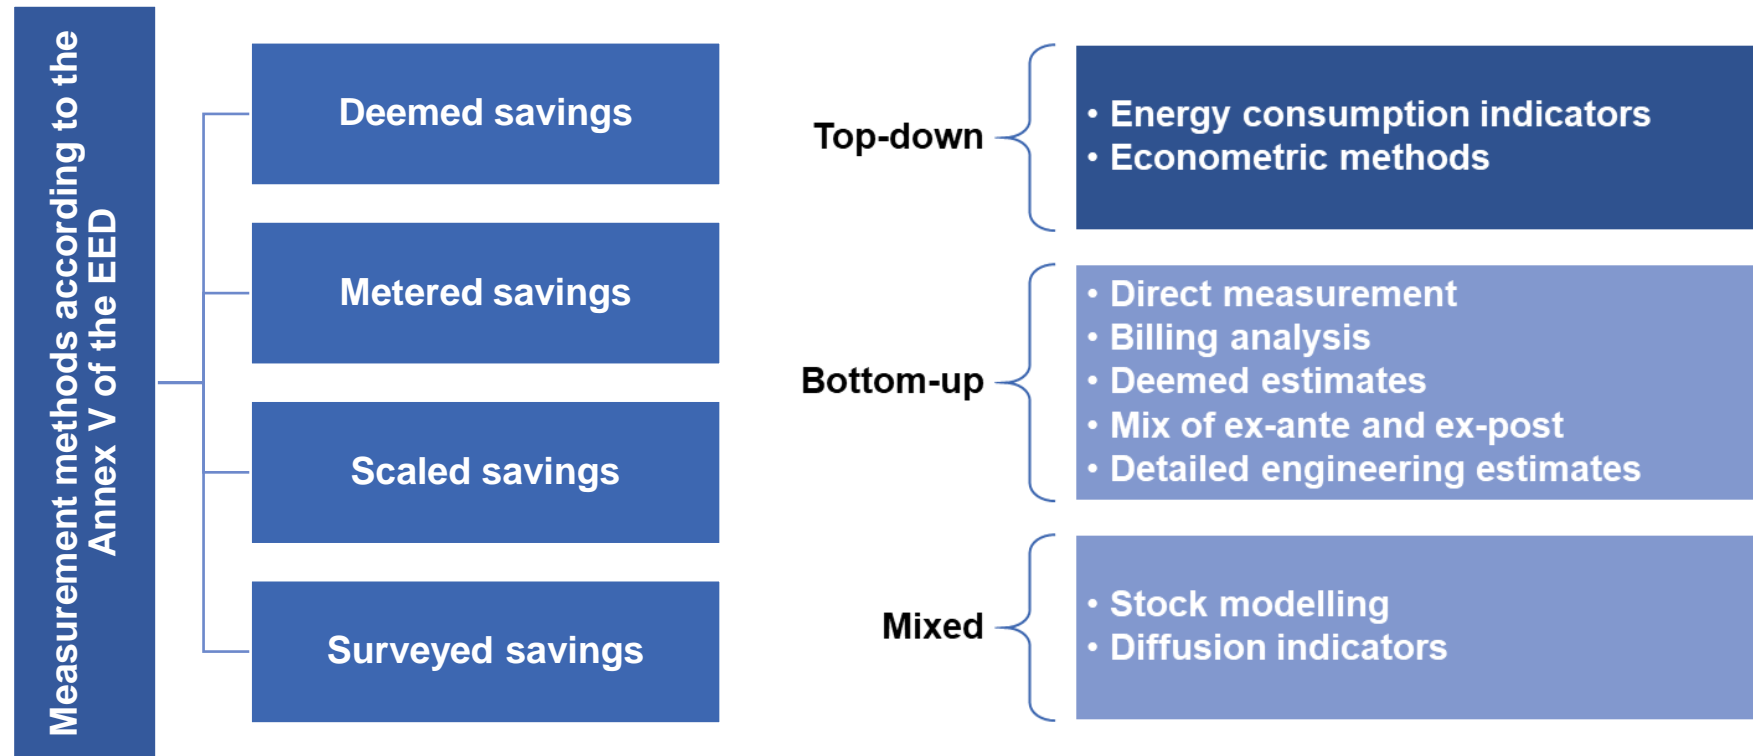 Measurement methods according to the
Annex V of the EED
Deemed savings
Metered savings
Scaled savings
Surveyed savings
Top-down
• Energy consumption indicators
• Econometric methods
Bottom-up
• Direct measurement
• Billing analysis
• Deemed estimates
• Mix of ex-ante and ex-post
• Detailed engineering estimates
Mixed
• Stock modelling
• Diffusion indicators